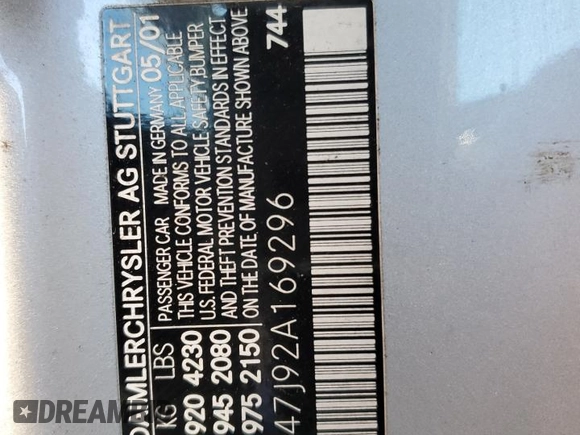 DAIMLERCHRYSLER AG STUTTGART
KG LBS PASSENGER CAR MADE IN GERMANY 05/01
920 4230 THIS VEHICLE CONFORMS TO ALL APPLICABLE
U.S. FEDERAL MOTOR VEHICLE SAFETY BUMPER
945 2080 AND THEFT PREVENTION STANDARDS IN EFFECT
975 2150 ON THE DATE OF MANUFACTURE SHOWN ABOVE
47J92A169296
744
DREAMBID